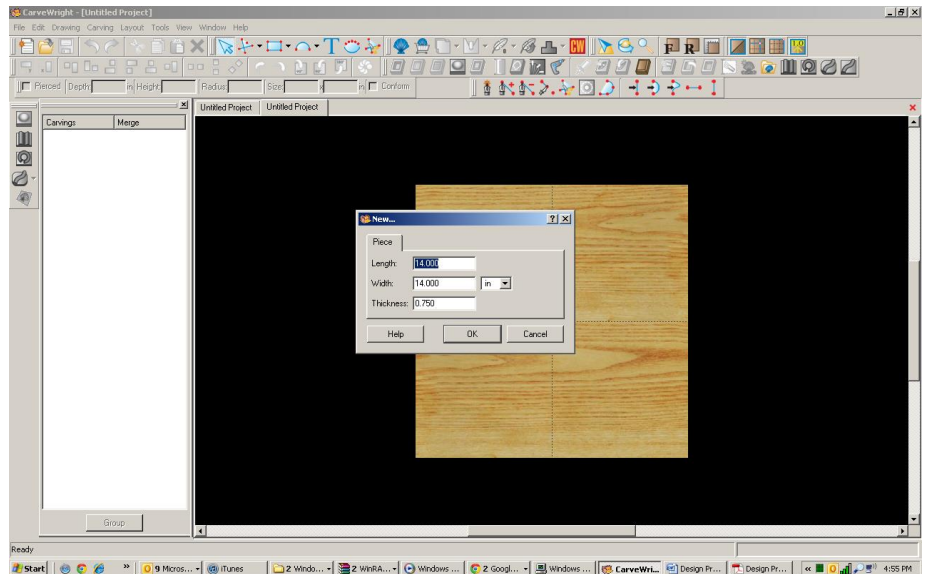 CarveWright - [Untitled Project]
File Edit Drawing Carving Layout Tools View Window Help
T CW F R
Pierced Depth: in Height: Radius: Size: x in Conform
Untitled Project Untitled Project
Carvings Merge
New...
Piece
Length: 14.000
Width: 14.000 in
Thickness: 0.750
Help OK Cancel
Group
Ready
Start » 9 Micros... iTunes 2 Windo... 2 WinRA... Windows ... 2 Googl... Windows ... CarveWri... Design Pr... Design Pr... « 4:55 PM